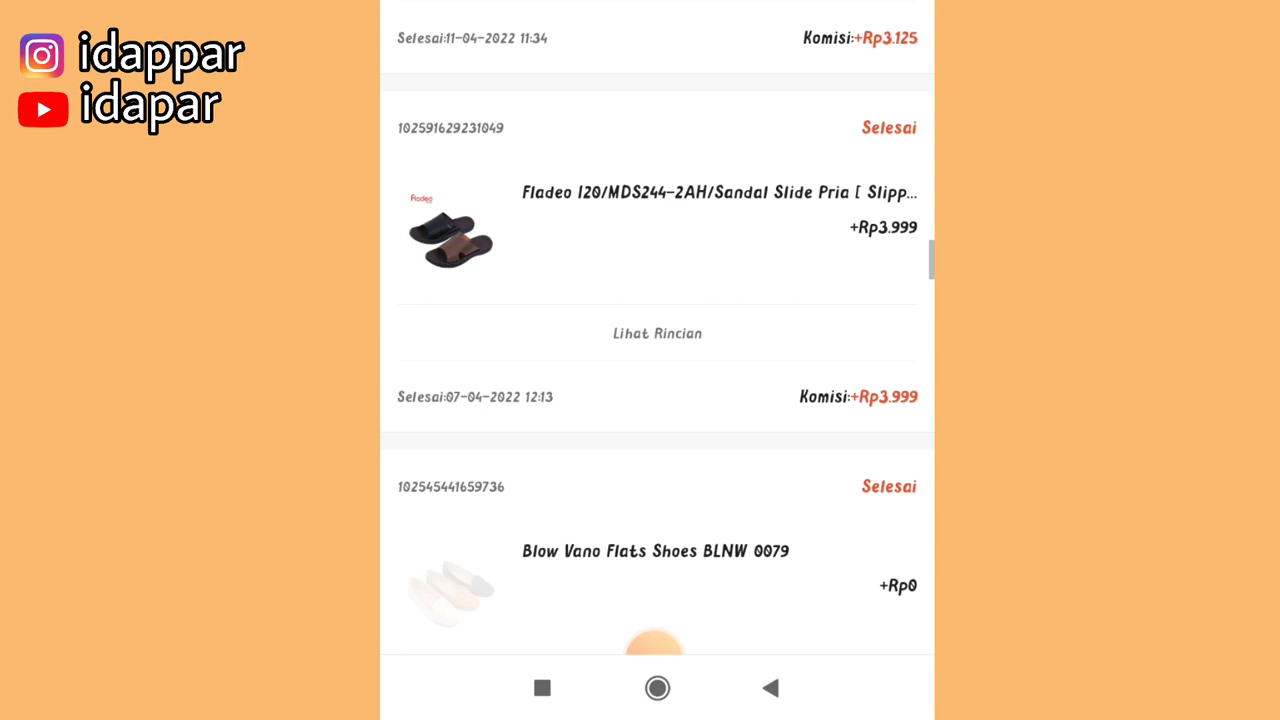 idappar
idapar
Selesai:11-04-2022 11:34
Komisi:+Rp3.125
102591629231049
Selesai
Fladeo
Fladeo I20/MDS244-2AH/Sandal Slide Pria [ Slipp...
+Rp3.999
Lihat Rincian
Selesai:07-04-2022 12:13
Komisi:+Rp3.999
102545441659736
Selesai
Blow Vano Flats Shoes BLNW 0079
+Rp0